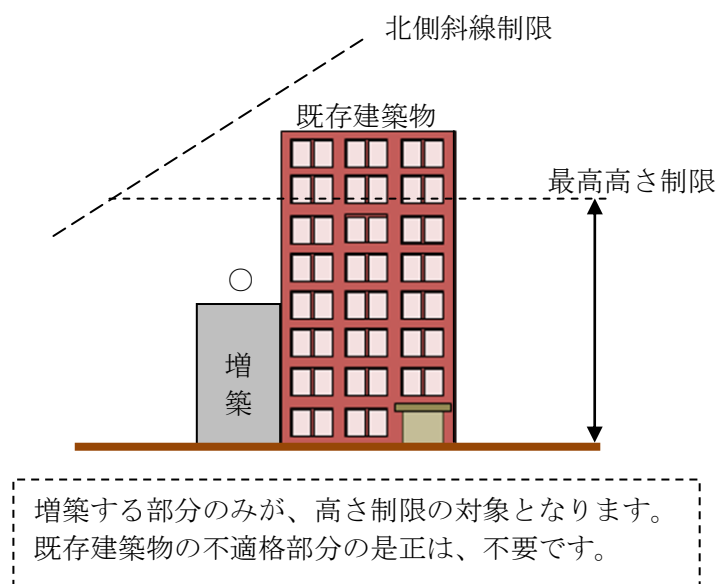 北側斜線制限
既存建築物
最高高さ制限
○
増
築
増築する部分のみが、高さ制限の対象となります。
既存建築物の不適格部分の是正は、不要です。